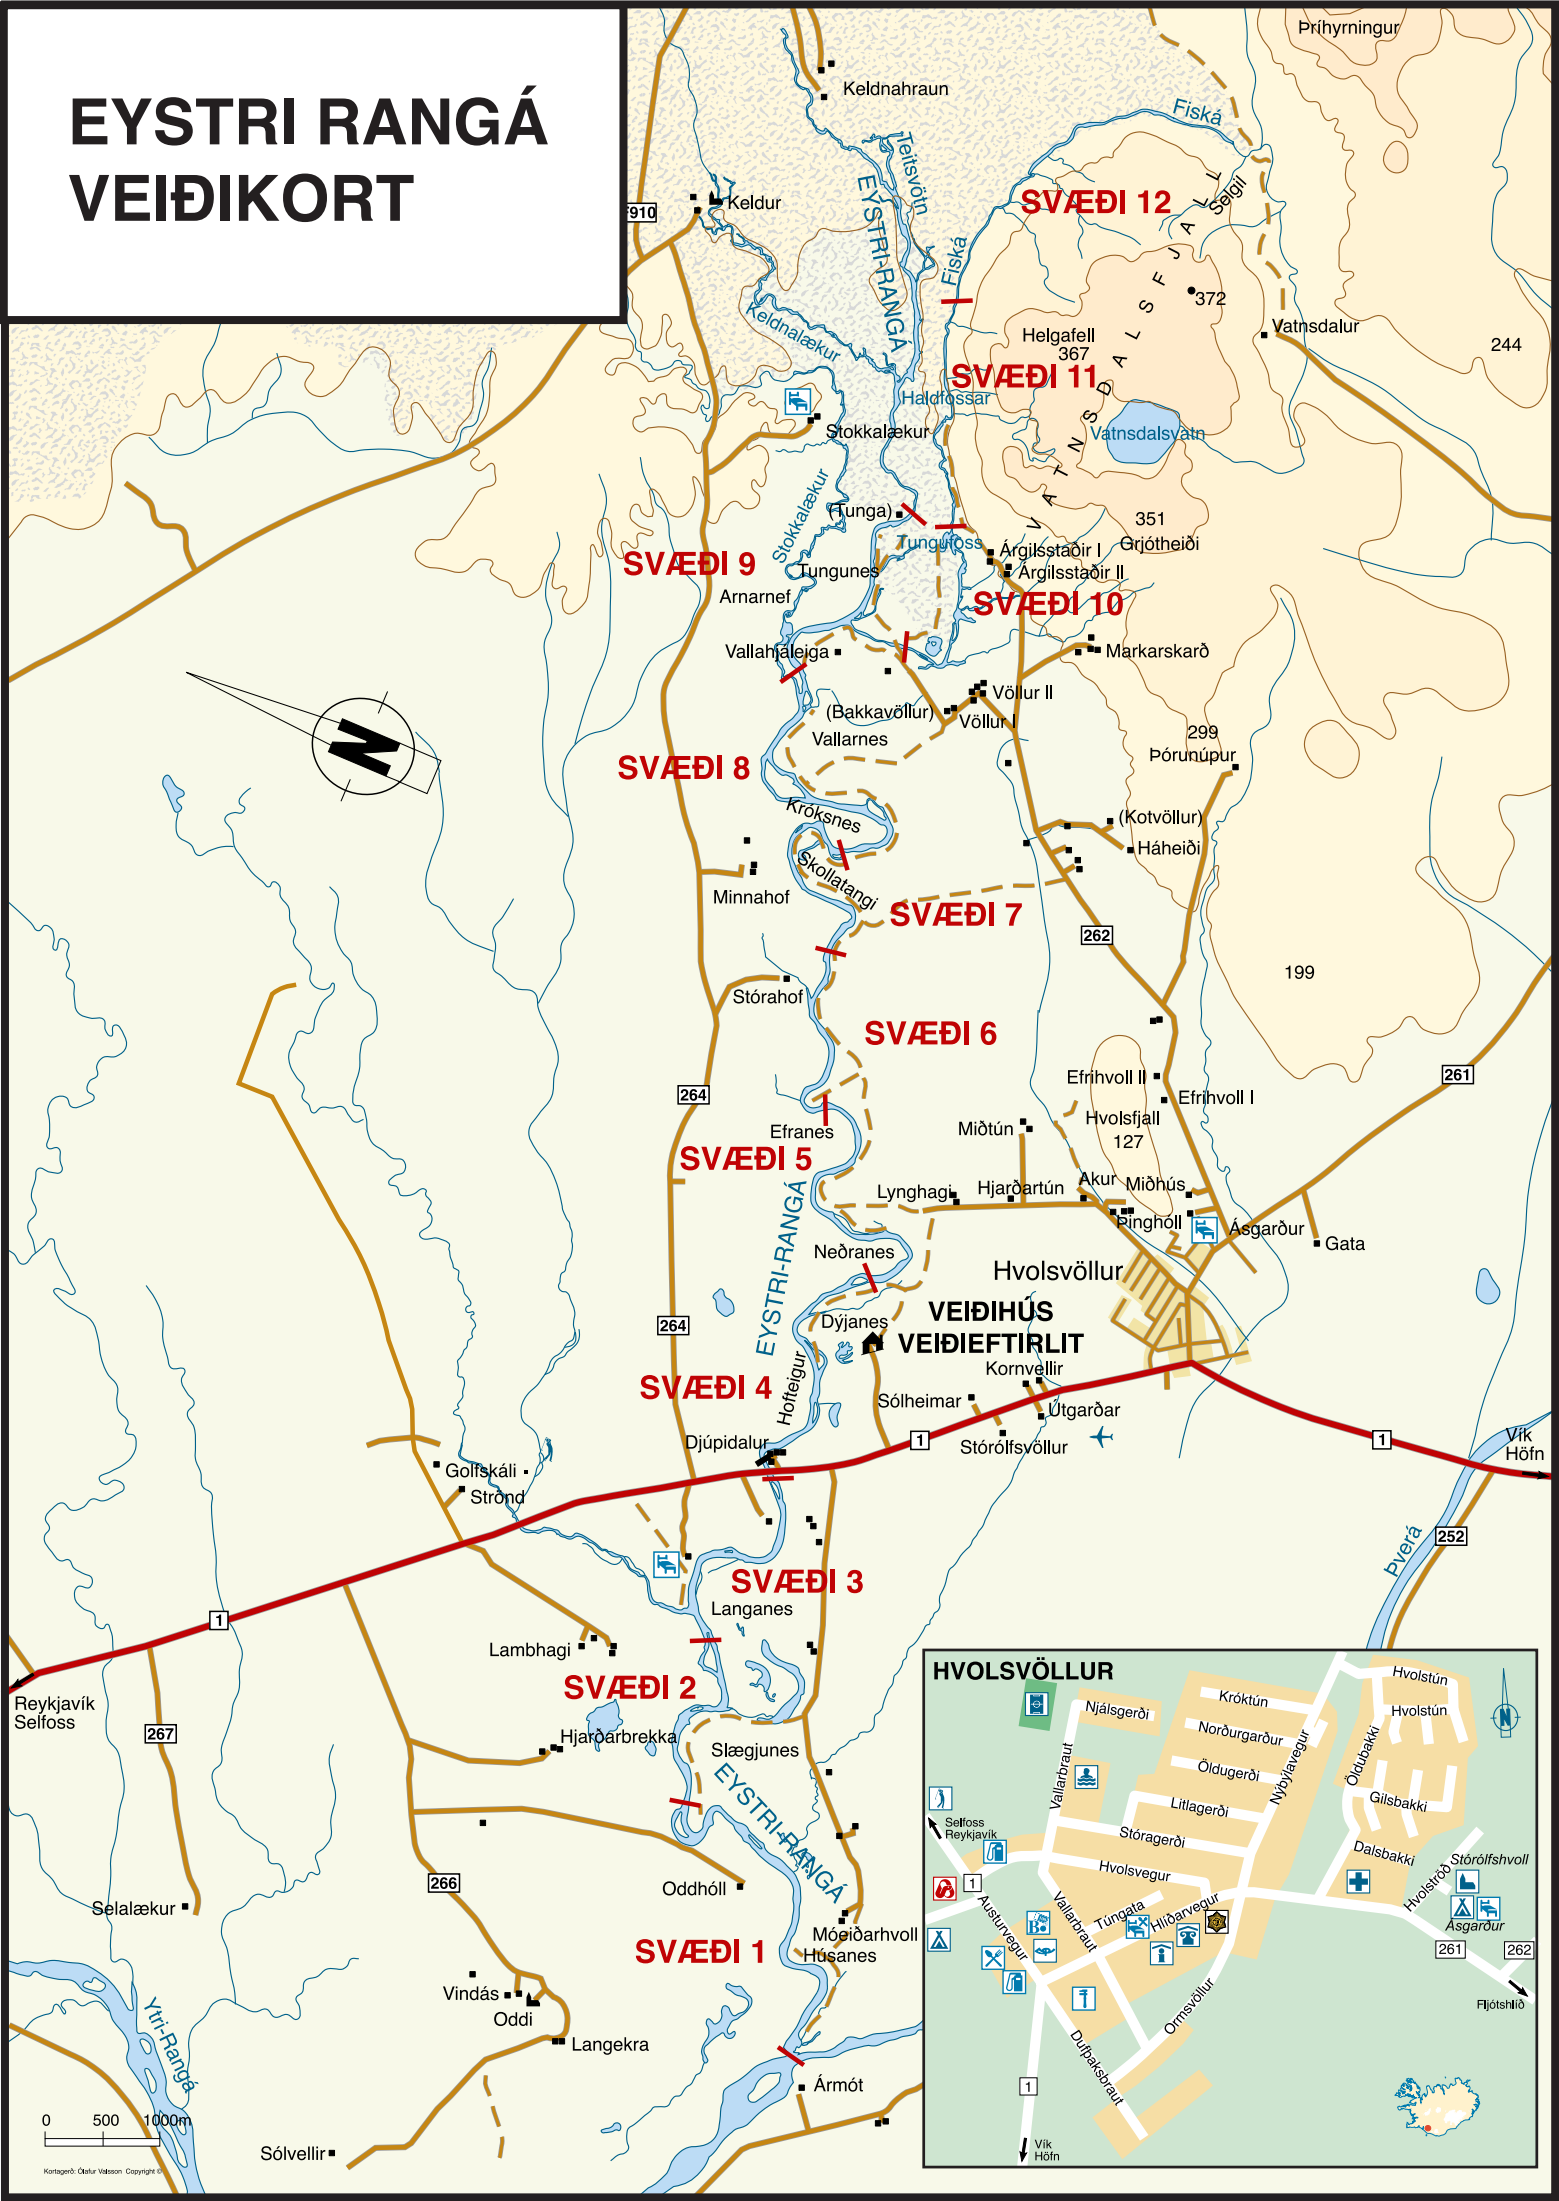 EYSTRI RANGÁ
VEIÐIKORT
Þríhyrningur
Keldnahraun
Fiská
Teitsvötn
EYSTRI-RANGÁ
SVÆÐI 12
Selgil
Keldur
F910
Fiská
372
Keldnalækur
Helgafell
367
Vatnsdalur
244
SVÆÐI 11
Haldfossar
VATNSDALSFJALL
Vatnsdalsvatn
Stokkalækur
Stokkalækur
(Tunga)
351
Grjótheiði
Tungufoss
Árgilsstaðir I
Árgilsstaðir II
SVÆÐI 9
Tungunes
Arnarnef
SVÆÐI 10
Vallahjáleiga
Markarskarð
Völlur II
(Bakkavöllur)
Völlur I
Vallarnes
299
Þórunúpur
N
SVÆÐI 8
Króksnes
(Kotvöllur)
Háheiði
Skollatangi
Minnahof
SVÆÐI 7
262
199
Stórahof
SVÆÐI 6
264
Efrihvoll II
Efrihvoll I
261
Hvolsfjall
127
Miðtún
Efranes
SVÆÐI 5
Lynghagi
Hjarðartún
Akur
Miðhús
Þinghóll
Ásgarður
Gata
EYSTRI-RANGÁ
Neðranes
Hvolsvöllur
264
Dýjanes
VEIÐIHÚS
VEIÐIEFTIRLIT
Kornvellir
SVÆÐI 4
Hofteigur
Sólheimar
Útgarðar
Djúpidalur
1
Stórólfsvöllur
1
Vík
Höfn
Golfskáli
Strönd
Þverá
252
SVÆÐI 3
Langanes
1
Lambhagi
SVÆÐI 2
Reykjavík
Selfoss
267
Hjarðarbrekka
Slægjunes
EYSTRI-RANGÁ
266
Oddhóll
Selalækur
Móeiðarhvoll
Húsanes
SVÆÐI 1
Vindás
Oddi
Langekra
Ytri-Rangá
Ármót
0 500 1000m
Sólvellir
Kortagerð: Ólafur Valsson Copyright ©
HVOLSVÖLLUR
Hvolstún
Hvolstún
Króktún
Njálsgerði
Norðurgarður
N
Öldugerði
Nýbýlavegur
Öldubakki
Vallarbraut
Litlagerði
Gilsbakki
Selfoss
Reykjavík
Stóragerði
Dalsbakki
Hvolsvegur
Stórólfshvoll
Hvolströð
1
Vallarbraut
Túngata
Hlíðarvegur
Austurvegur
B
Ásgarður
261
262
Ormsvöllur
Fljótshlíð
Dufþaksbraut
1
Vík
Höfn